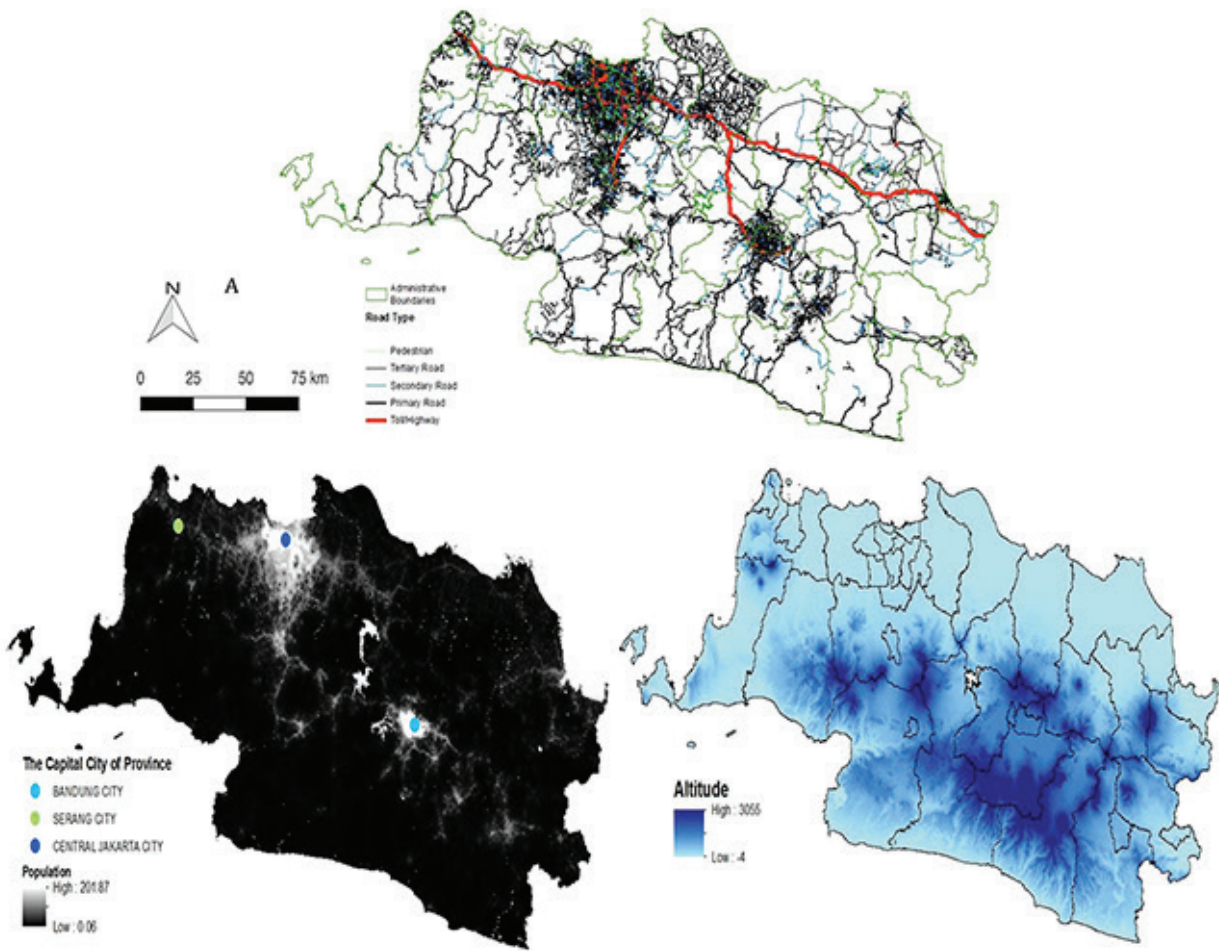 N
A
0 25 50 75 km
Administrative
Boundaries
Road Type
Pedestrian
Tertiary Road
Secondary Road
Primary Road
Toll/Highway
The Capital City of Province
BANDUNG CITY
SERANG CITY
CENTRAL JAKARTA CITY
Population
High : 201.87
Low : 0.06
Altitude
High : 3055
Low : -4